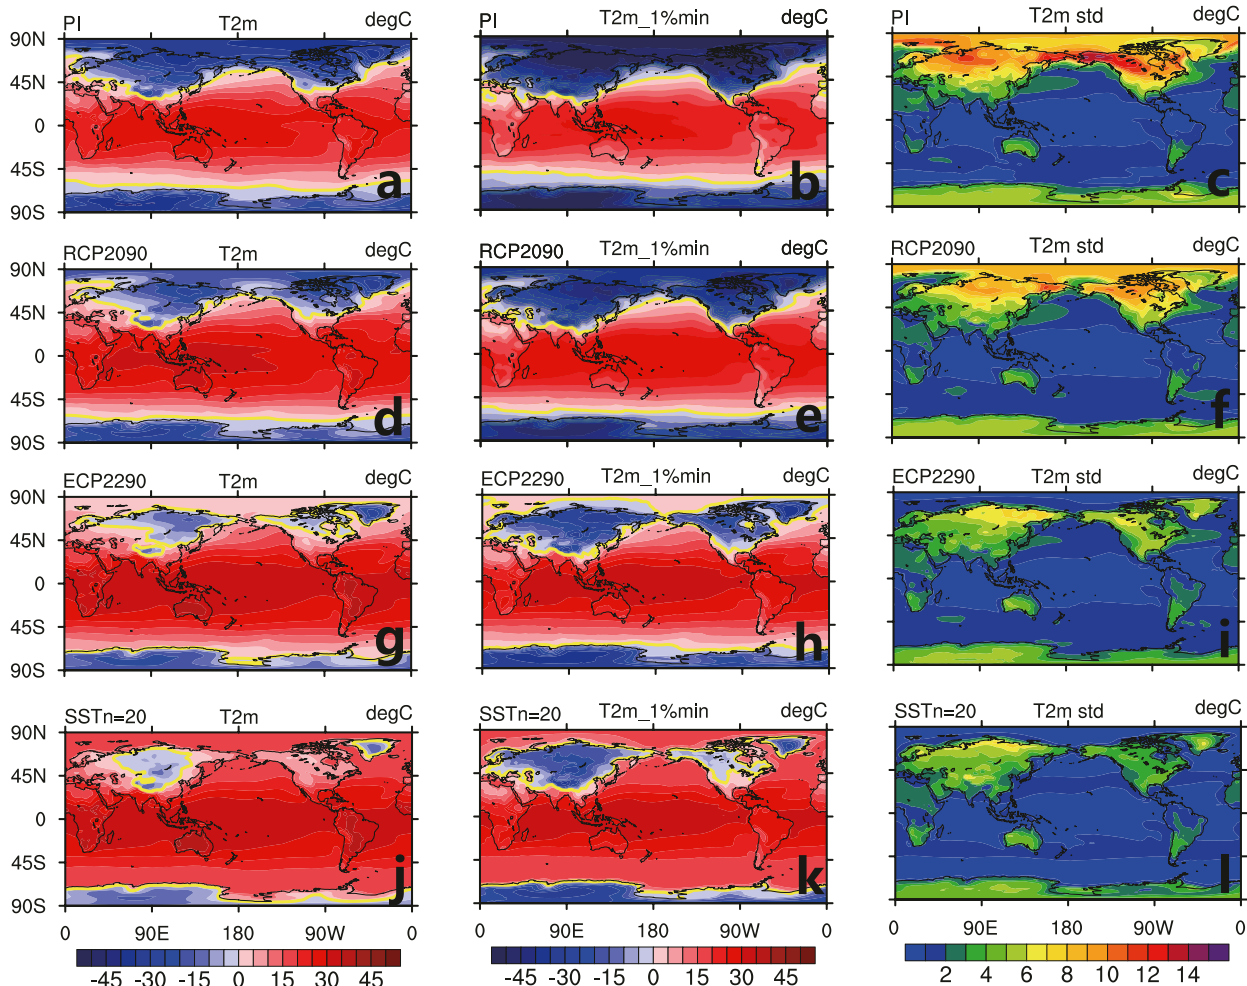 PI T2m degC
PI T2m_1%min degC
PI T2m std degC
90N
45N
0
45S
90S
a
b
c
RCP2090 T2m degC
RCP2090 T2m_1%min degC
RCP2090 T2m std degC
90N
45N
0
45S
90S
d
e
f
ECP2290 T2m degC
ECP2290 T2m_1%min degC
ECP2290 T2m std degC
90N
45N
0
45S
90S
g
h
i
SSTn=20 T2m degC
SSTn=20 T2m_1%min degC
SSTn=20 T2m std degC
90N
45N
0
45S
90S
j
k
l
0 90E 180 90W 0
0 90E 180 90W 0
0 90E 180 90W 0
-45 -30 -15 0 15 30 45
-45 -30 -15 0 15 30 45
2 4 6 8 10 12 14